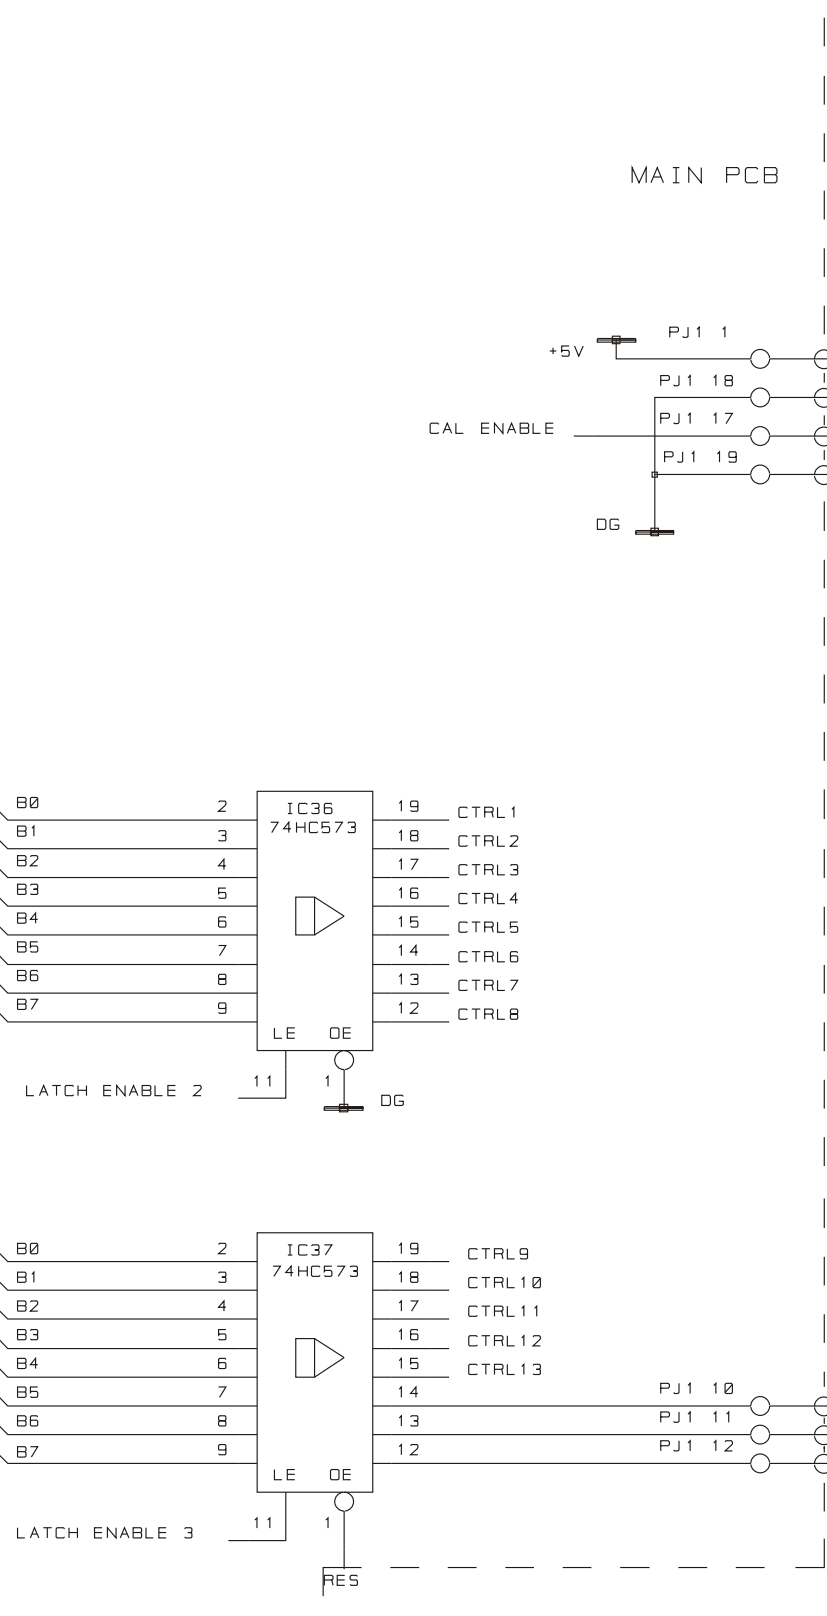 MAIN PCB
PJ1 1
+5V
PJ1 18
PJ1 17
CAL ENABLE
PJ1 19
DG
B0 2 IC36 19 CTRL1
74HC573
B1 3 18 CTRL2
B2 4 17 CTRL3
B3 5 16 CTRL4
B4 6 15 CTRL5
B5 7 14 CTRL6
B6 8 13 CTRL7
B7 9 12 CTRL8
LE OE
LATCH ENABLE 2 11 1 DG
B0 2 IC37 19 CTRL9
74HC573
B1 3 18 CTRL10
B2 4 17 CTRL11
B3 5 16 CTRL12
B4 6 15 CTRL13
B5 7 14 PJ1 10
B6 8 13 PJ1 11
B7 9 12 PJ1 12
LE OE
LATCH ENABLE 3 11 1
RES